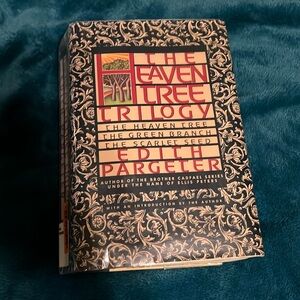 THE
HEAVEN
TREE
TRILOGY
THE HEAVEN TREE
THE GREEN BRANCH
THE SCARLET SEED
EDITH
PARGETER
AUTHOR OF THE BROTHER CADFAEL SERIES
UNDER THE NAME OF ELLIS PETERS
WITH AN INTRODUCTION BY THE AUTHOR